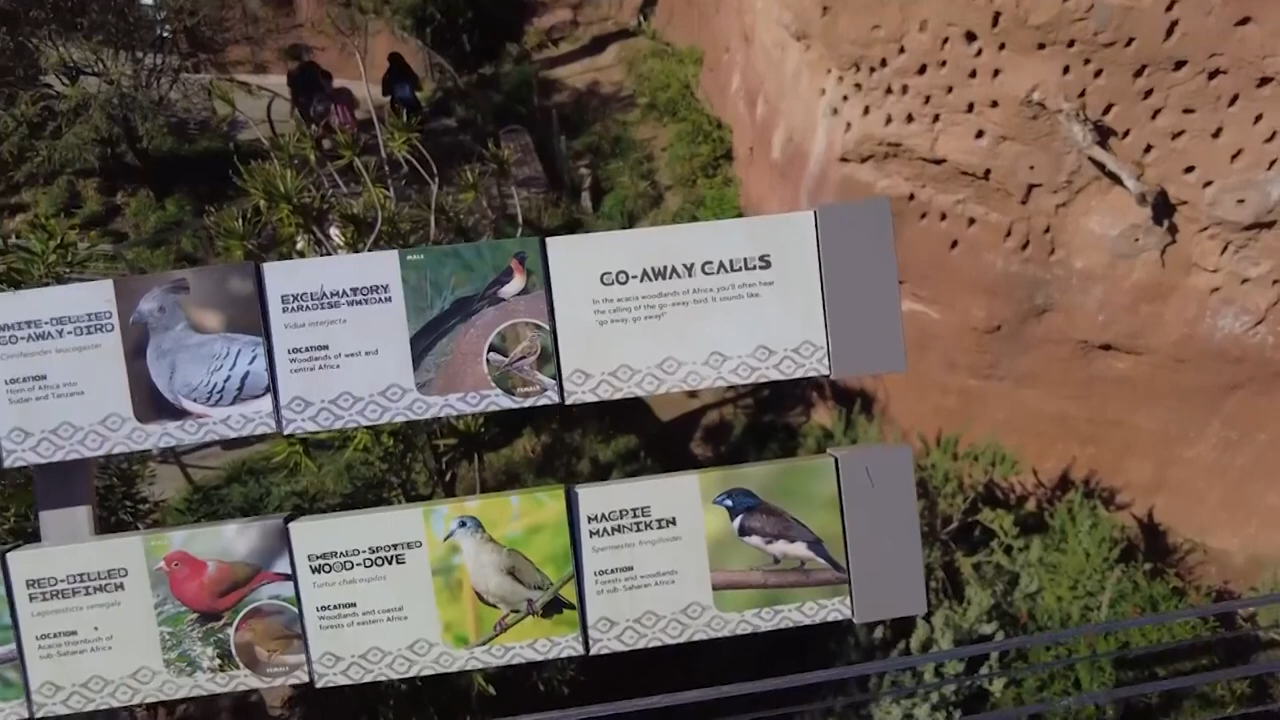 WHITE-BELLIED
GO-AWAY-BIRD
Criniferoides leucogaster
LOCATION
Horn of Africa into
Sudan and Tanzania
EXCLAMATORY
PARADISE-WHYDAH
Vidua interjecta
LOCATION
Woodlands of west and
central Africa
MALE
FEMALE
GO-AWAY CALLS
In the acacia woodlands of Africa, you'll often hear
the calling of the go-away-bird. It sounds like,
"go away, go away!"
RED-BILLED
FIREFINCH
Lagonosticta senegala
LOCATION
Acacia thornbush of
sub-Saharan Africa
MALE
FEMALE
EMERALD-SPOTTED
WOOD-DOVE
Turtur chalcospilos
LOCATION
Woodlands and coastal
forests of eastern Africa
MAGPIE
MANNIKIN
Spermestes fringilloides
LOCATION
Forests and woodlands
of sub-Saharan Africa